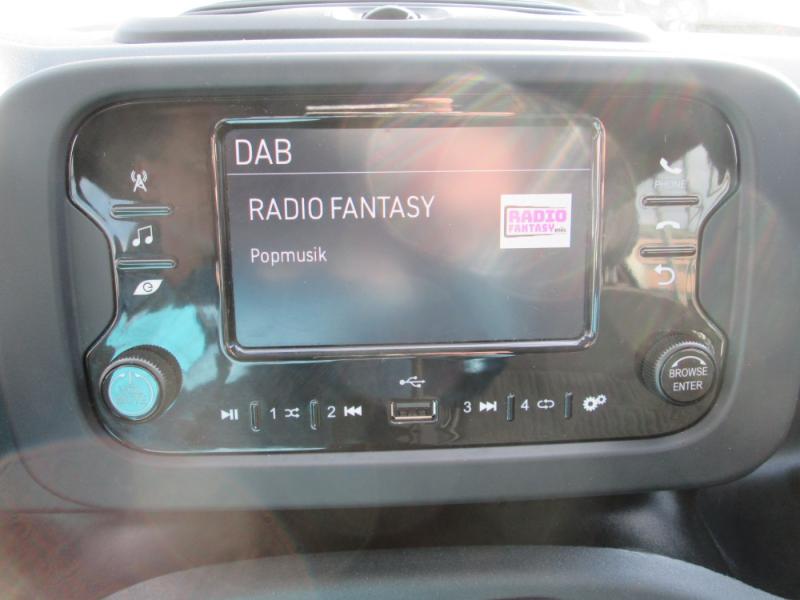 DAB
RADIO FANTASY
Popmusik
RADIO
FANTASY
PHONE
BROWSE
ENTER
1
2
3
4